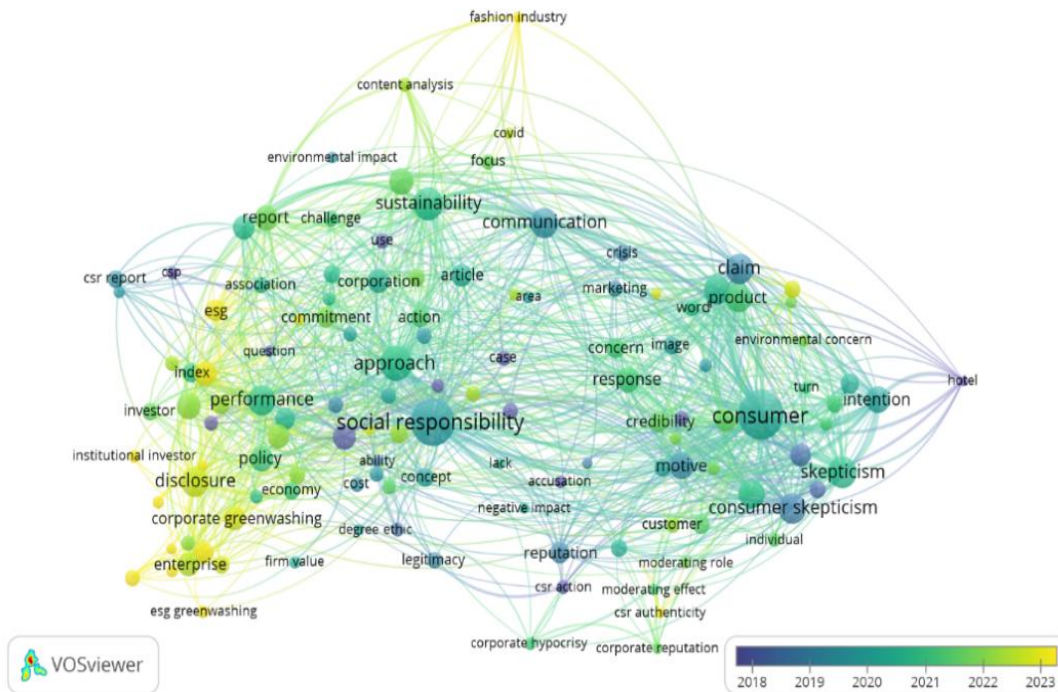 fashion industry
content analysis
covid
environmental impact
focus
sustainability
report
challenge
communication
use
crisis
csr report
csp
association
corporation
article
claim
marketing
area
word
product
esg
commitment
action
environmental concern
question
case
concern
image
approach
index
response
turn
hotel
performance
intention
investor
social responsibility
credibility
consumer
institutional investor
policy
ability
lack
motive
skepticism
disclosure
economy
cost
concept
accusation
negative impact
consumer skepticism
corporate greenwashing
degree ethic
customer
individual
enterprise
firm value
legitimacy
reputation
moderating role
csr action
moderating effect
esg greenwashing
csr authenticity
corporate hypocrisy
corporate reputation
VOSviewer
2018 2019 2020 2021 2022 2023